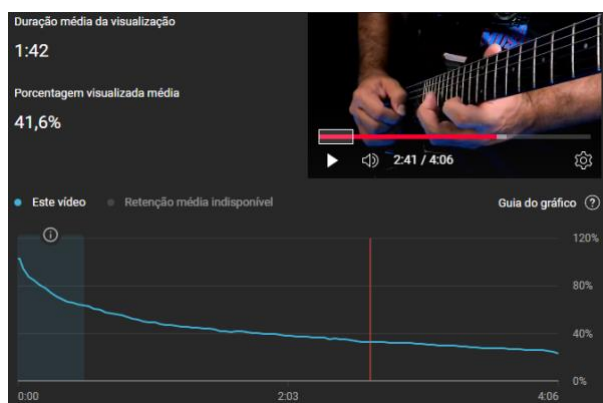 Duração média da visualização
1:42
Porcentagem visualizada média
41,6%
2:41 / 4:06
Este vídeo
Retenção média indisponível
Guia do gráfico
120%
80%
40%
0%
0:00
2:03
4:06